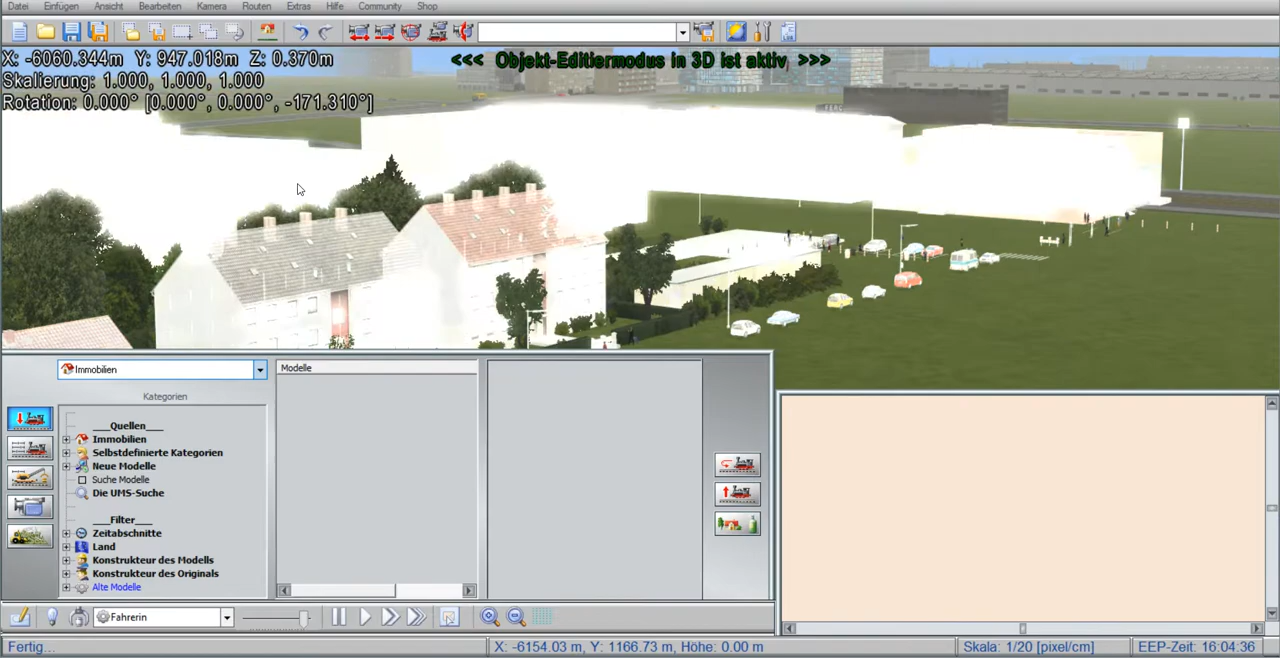 Datei Einfügen Ansicht Bearbeiten Kamera Routen Extras Hilfe Community Shop
X: -6060.344m Y: 947.018m Z: 0.370m
<<< Objekt-Editiermodus in 3D ist aktiv >>>
Skalierung: 1.000, 1.000, 1.000
Rotation: 0.000° [0.000°, 0.000°, -171.310°]
Immobilien
Modelle
Kategorien
___Quellen___
Immobilien
Selbstdefinierte Kategorien
Neue Modelle
Suche Modelle
Die UMS-Suche
___Filter___
Zeitabschnitte
Land
Konstrukteur des Modells
Konstrukteur des Originals
Alte Modelle
Fahrerin
Fertig...
X: -6154.03 m, Y: 1166.73 m, Höhe: 0.00 m
Skala: 1/20 [pixel/cm]
EEP-Zeit: 16:04:36